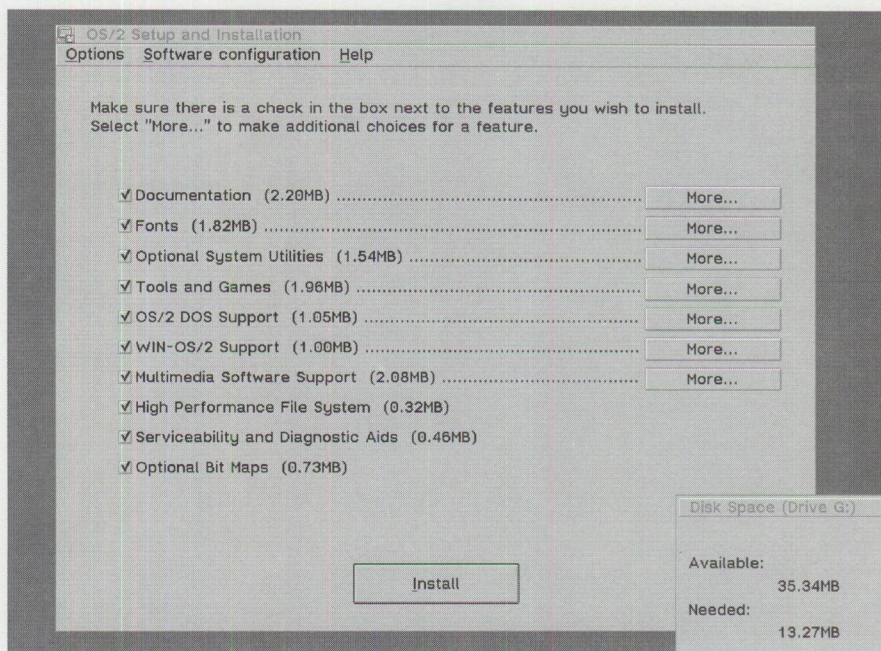 OS/2 Setup and Installation
Options Software configuration Help
Make sure there is a check in the box next to the features you wish to install.
Select "More..." to make additional choices for a feature.
Documentation (2.20MB) ........................................ More...
Fonts (1.82MB) ........................................ More...
Optional System Utilities (1.54MB) ........................................ More...
Tools and Games (1.96MB) ........................................ More...
OS/2 DOS Support (1.05MB) ........................................ More...
WIN-OS/2 Support (1.00MB) ........................................ More...
Multimedia Software Support (2.08MB) ........................................ More...
High Performance File System (0.32MB)
Serviceability and Diagnostic Aids (0.46MB)
Optional Bit Maps (0.73MB)
Install
Disk Space (Drive G:)
Available:
35.34MB
Needed:
13.27MB